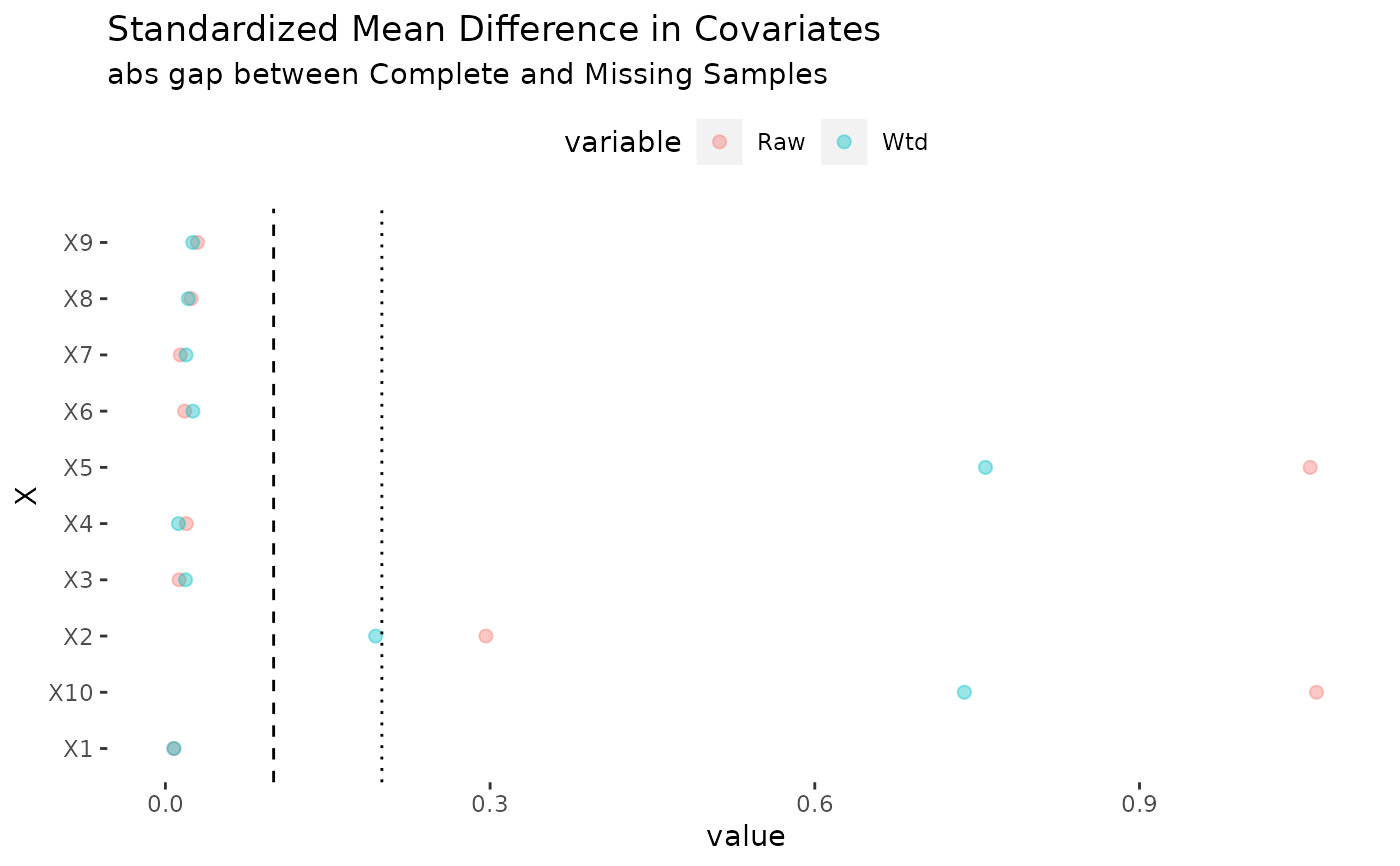 Standardized Mean Difference in Covariates
abs gap between Complete and Missing Samples
variable Raw Wtd
X9
X8
X7
X6
X5
X4
X3
X2
X10
X1
X
0.0 0.3 0.6 0.9
value